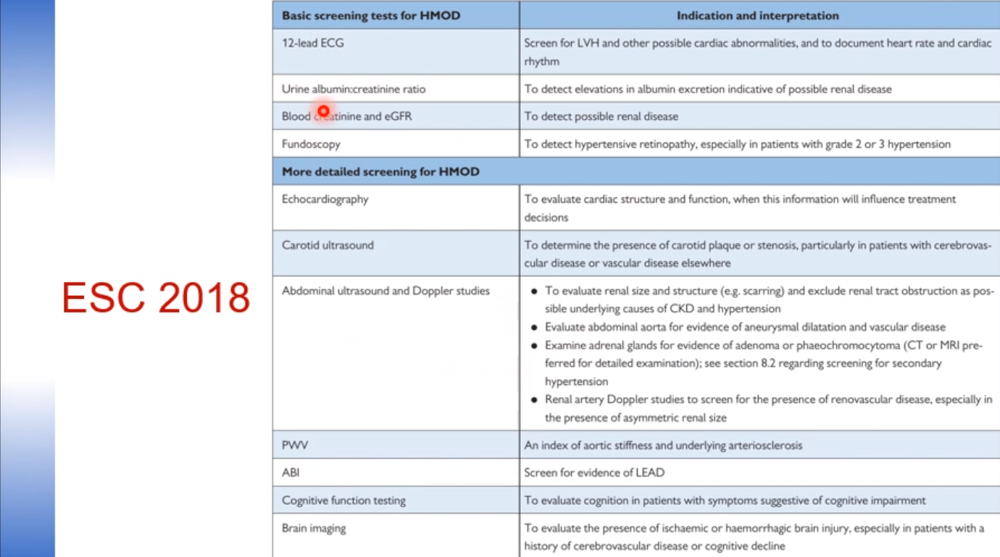 Basic screening tests for HMOD
Indication and interpretation
12-lead ECG
Screen for LVH and other possible cardiac abnormalities, and to document heart rate and cardiac
rhythm
Urine albumin:creatinine ratio
To detect elevations in albumin excretion indicative of possible renal disease
Blood creatinine and eGFR
To detect possible renal disease
Fundoscopy
To detect hypertensive retinopathy, especially in patients with grade 2 or 3 hypertension
More detailed screening for HMOD
Echocardiography
To evaluate cardiac structure and function, when this information will influence treatment
decisions
Carotid ultrasound
To determine the presence of carotid plaque or stenosis, particularly in patients with cerebrovas-
cular disease or vascular disease elsewhere
ESC 2018
Abdominal ultrasound and Doppler studies
● To evaluate renal size and structure (e.g. scarring) and exclude renal tract obstruction as pos-
sible underlying causes of CKD and hypertension
● Evaluate abdominal aorta for evidence of aneurysmal dilatation and vascular disease
● Examine adrenal glands for evidence of adenoma or phaeochromocytoma (CT or MRI pre-
ferred for detailed examination); see section 8.2 regarding screening for secondary
hypertension
● Renal artery Doppler studies to screen for the presence of renovascular disease, especially in
the presence of asymmetric renal size
PWV
An index of aortic stiffness and underlying arteriosclerosis
ABI
Screen for evidence of LEAD
Cognitive function testing
To evaluate cognition in patients with symptoms suggestive of cognitive impairment
Brain imaging
To evaluate the presence of ischaemic or haemorrhagic brain injury, especially in patients with a
history of cerebrovascular disease or cognitive decline